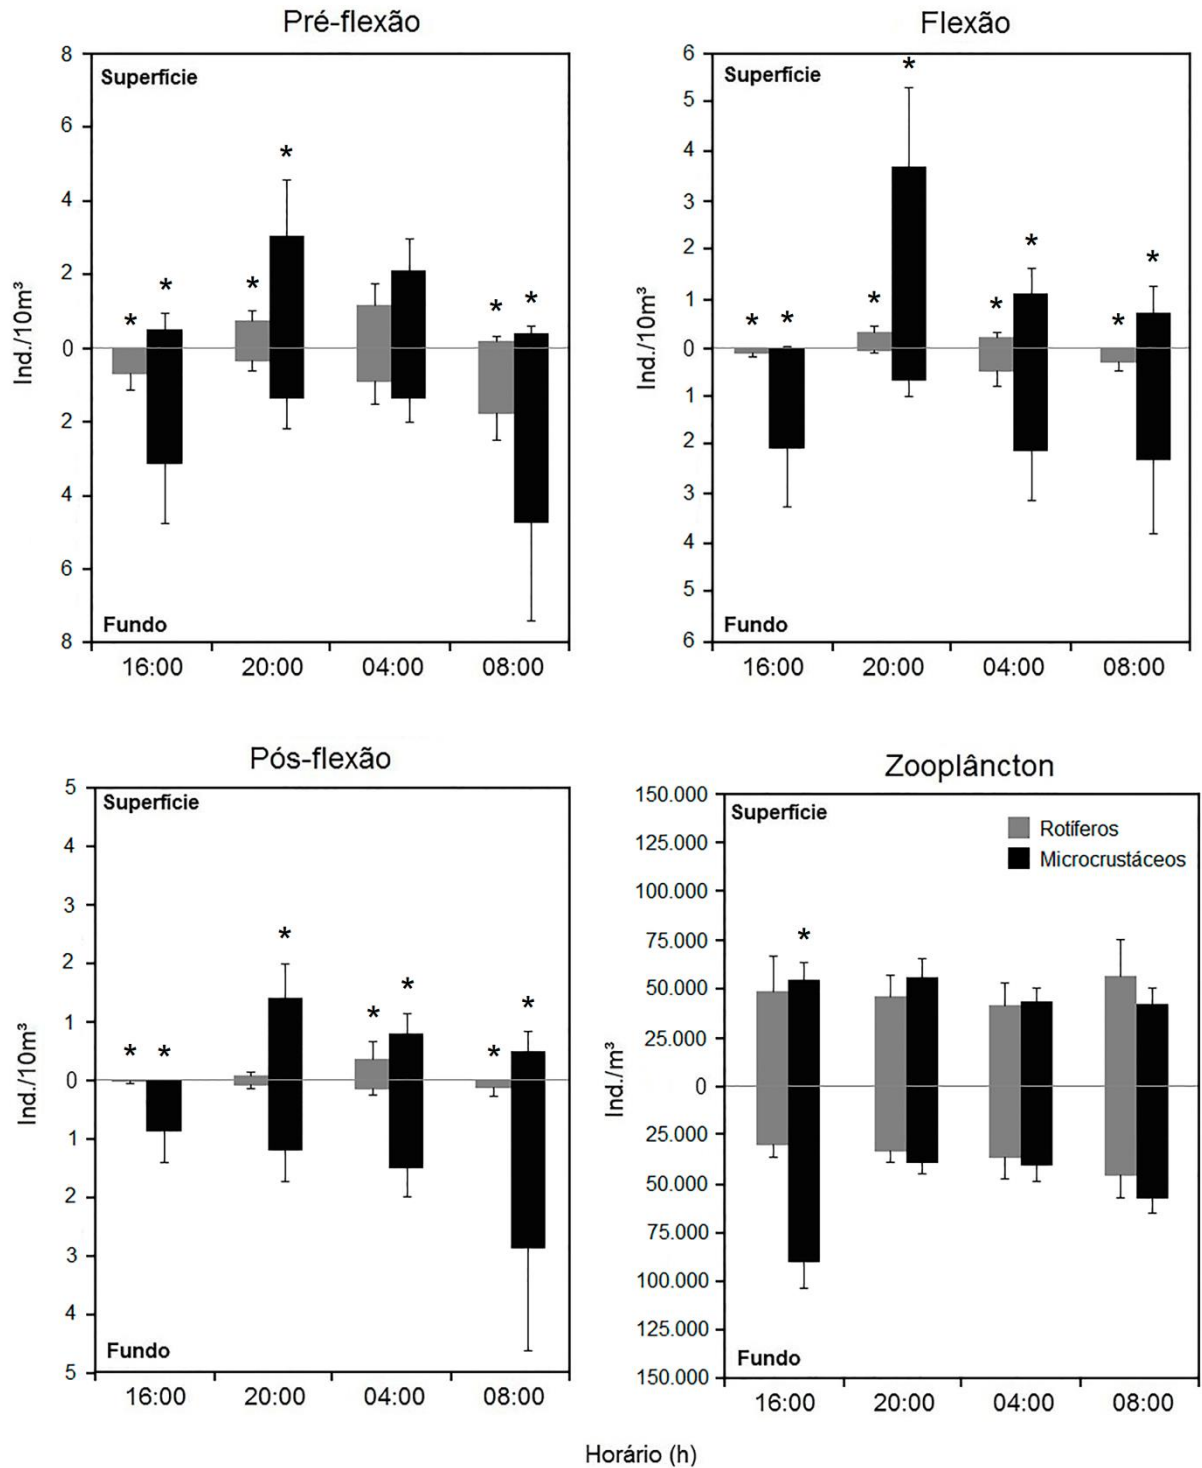 Pré-flexão
8
Superfície
6
4
2
0
2
4
6
8
Fundo
Ind./10m³
* * * * * *
16:00 20:00 04:00 08:00
Flexão
6
Superfície
5
4
3
2
1
0
1
2
3
4
5
6
Fundo
Ind./10m³
* * * * * * * *
16:00 20:00 04:00 08:00
Pós-flexão
5
Superfície
4
3
2
1
0
1
2
3
4
5
Fundo
Ind./10m³
* * * * * * *
16:00 20:00 04:00 08:00
Zooplâncton
150.000
Superfície
125.000
100.000
75.000
50.000
25.000
0
25.000
50.000
75.000
100.000
125.000
150.000
Fundo
Ind./m³
Rotíferos
Microcrustáceos
*
16:00 20:00 04:00 08:00
Horário (h)